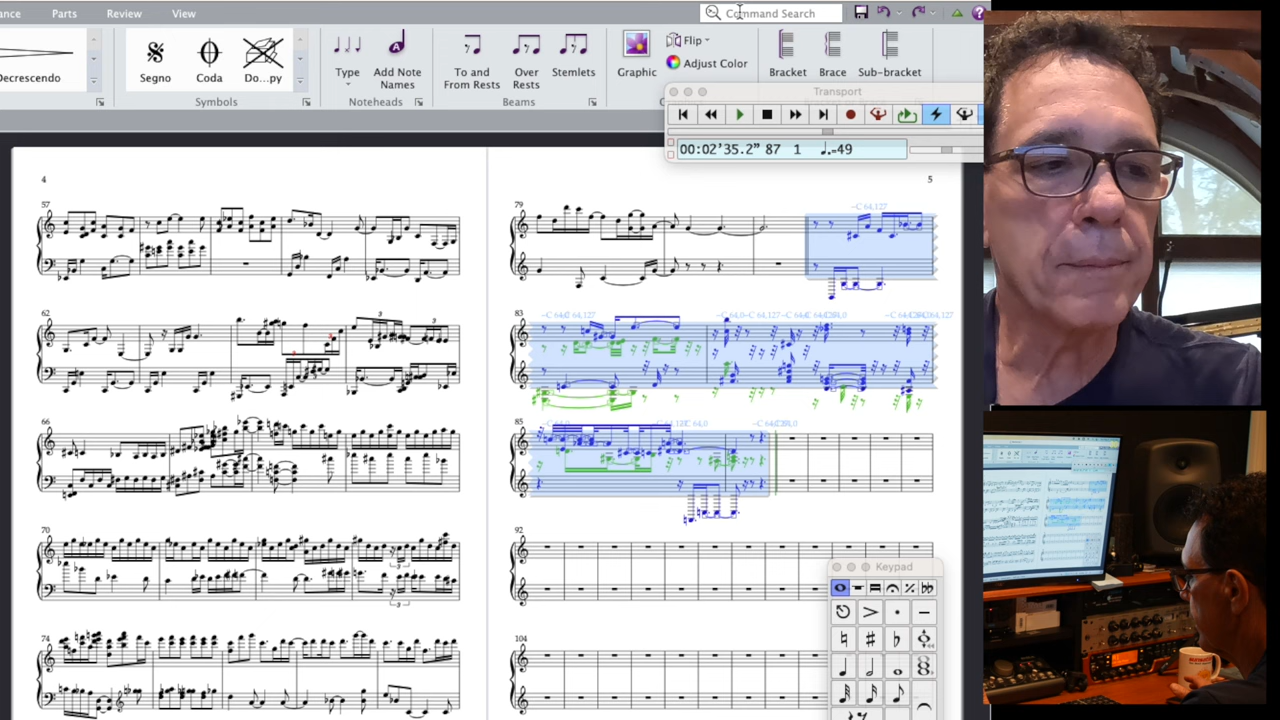 ance Parts Review View Command Search
Decrescendo Segno Coda Do...py Type Add Note Names To and From Rests Over Rests Stemlets Graphic Flip Adjust Color Bracket Brace Sub-bracket
Symbols Noteheads Beams
Transport
00:02'35.2" 87 1 ♩.=49
4 5
57 79
~C 64,127
62 83
66 85
70 92
74 104
Keypad